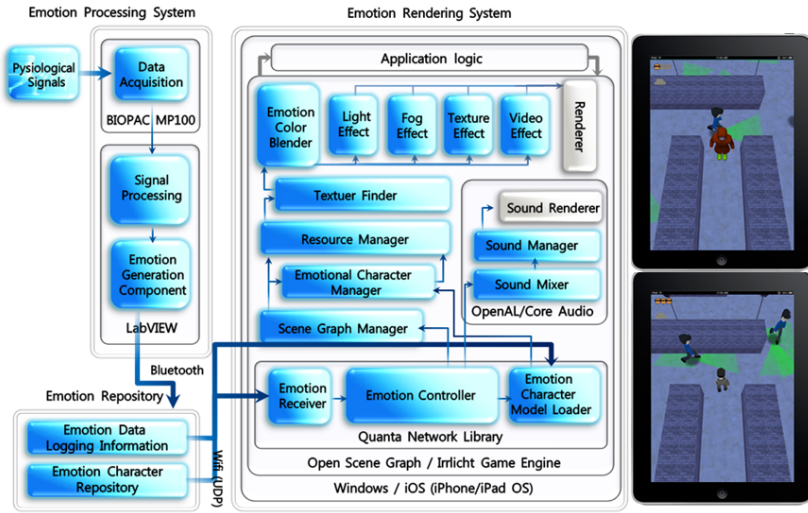 Emotion Processing System
Emotion Rendering System
Pysiological
Signals
Data
Acquisition
BIOPAC MP100
Signal
Processing
Emotion
Generation
Component
LabVIEW
Bluetooth
Emotion Repository
Emotion Data
Logging Information
Emotion Character
Repository
Wifi (UDP)
Application logic
Emotion
Color
Blender
Light
Effect
Fog
Effect
Texture
Effect
Video
Effect
Renderer
Textuer Finder
Resource Manager
Emotional Character
Manager
Scene Graph Manager
Sound Renderer
Sound Manager
Sound Mixer
OpenAL/Core Audio
Emotion
Receiver
Emotion Controller
Emotion
Character
Model Loader
Quanta Network Library
Open Scene Graph / Irrlicht Game Engine
Windows / iOS (iPhone/iPad OS)